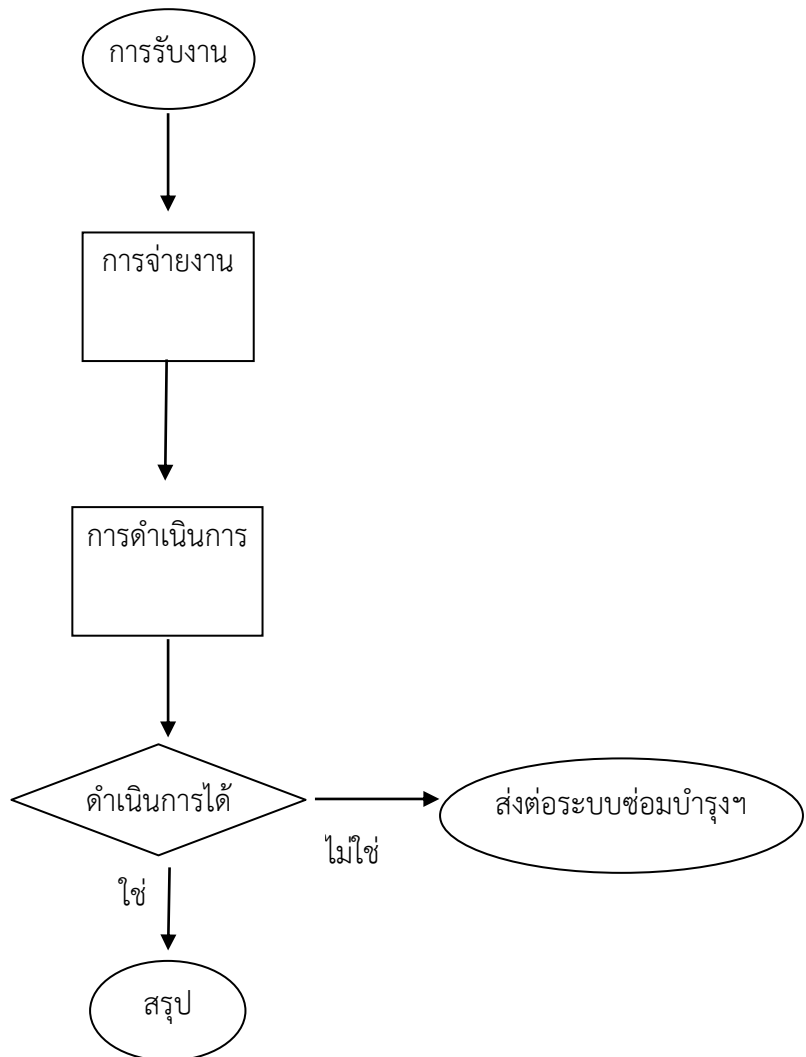 การรับงาน
การจ่ายงาน
การดำเนินการ
ดำเนินการได้
ส่งต่อระบบซ่อมบำรุงฯ
ไม่ใช่
ใช่
สรุป